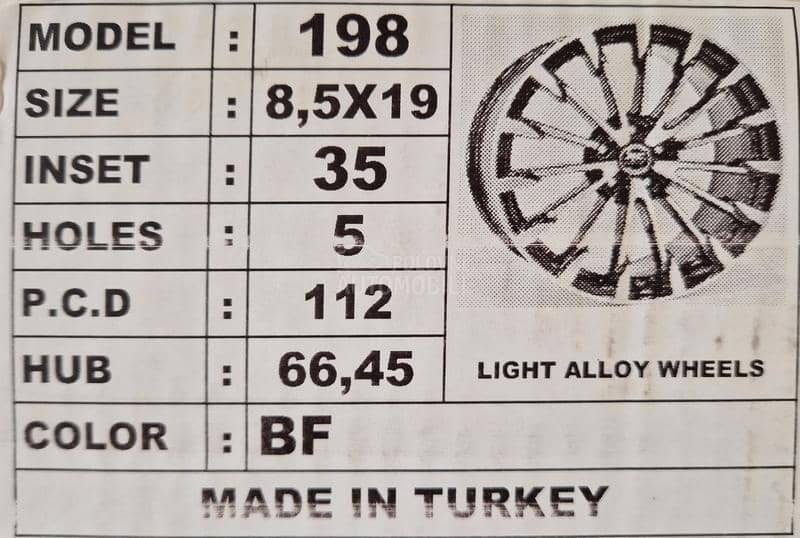 MODEL : 198
SIZE : 8,5X19
INSET : 35
HOLES : 5
P.C.D : 112
HUB : 66,45
COLOR : BF
LIGHT ALLOY WHEELS
MADE IN TURKEY